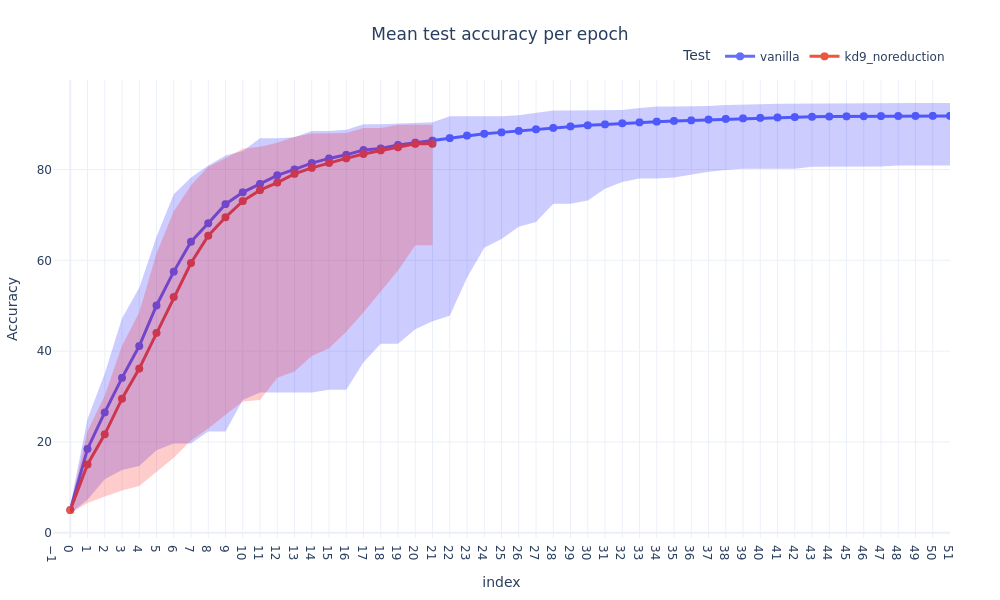 Mean test accuracy per epoch
Test vanilla kd9_noreduction
Accuracy
80
60
40
20
0
−1 0 1 2 3 4 5 6 7 8 9 10 11 12 13 14 15 16 17 18 19 20 21 22 23 24 25 26 27 28 29 30 31 32 33 34 35 36 37 38 39 40 41 42 43 44 45 46 47 48 49 50 51
index